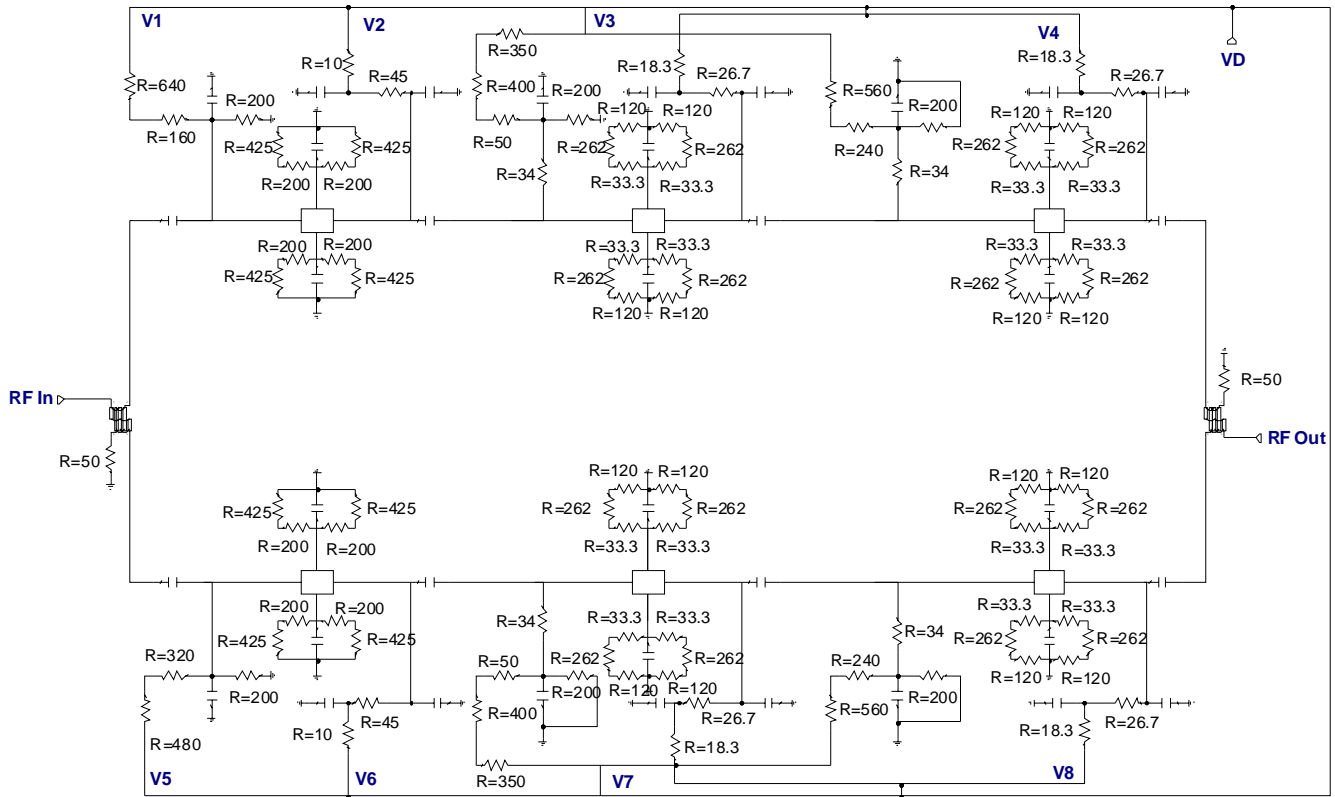 V1
V2
V3
V4
VD
R=10
R=45
R=350
R=18.3
R=26.7
R=18.3
R=26.7
R=640
R=200
R=400
R=200
R=120
R=120
R=560
R=200
R=120
R=120
R=160
R=425
R=425
R=50
R=262
R=262
R=240
R=262
R=262
R=200
R=200
R=34
R=33.3
R=33.3
R=34
R=33.3
R=33.3
R=200
R=200
R=33.3
R=33.3
R=33.3
R=33.3
R=425
R=425
R=262
R=262
R=262
R=262
R=120
R=120
R=120
R=120
R=50
RF In
RF Out
R=50
R=120
R=120
R=120
R=120
R=425
R=425
R=262
R=262
R=262
R=262
R=200
R=200
R=33.3
R=33.3
R=33.3
R=33.3
R=200
R=200
R=33.3
R=33.3
R=33.3
R=33.3
R=425
R=425
R=34
R=34
R=262
R=262
R=320
R=50
R=262
R=262
R=240
R=200
R=200
R=120
R=120
R=200
R=120
R=120
R=45
R=400
R=26.7
R=560
R=26.7
R=10
R=18.3
R=18.3
R=480
R=350
V5
V6
V7
V8